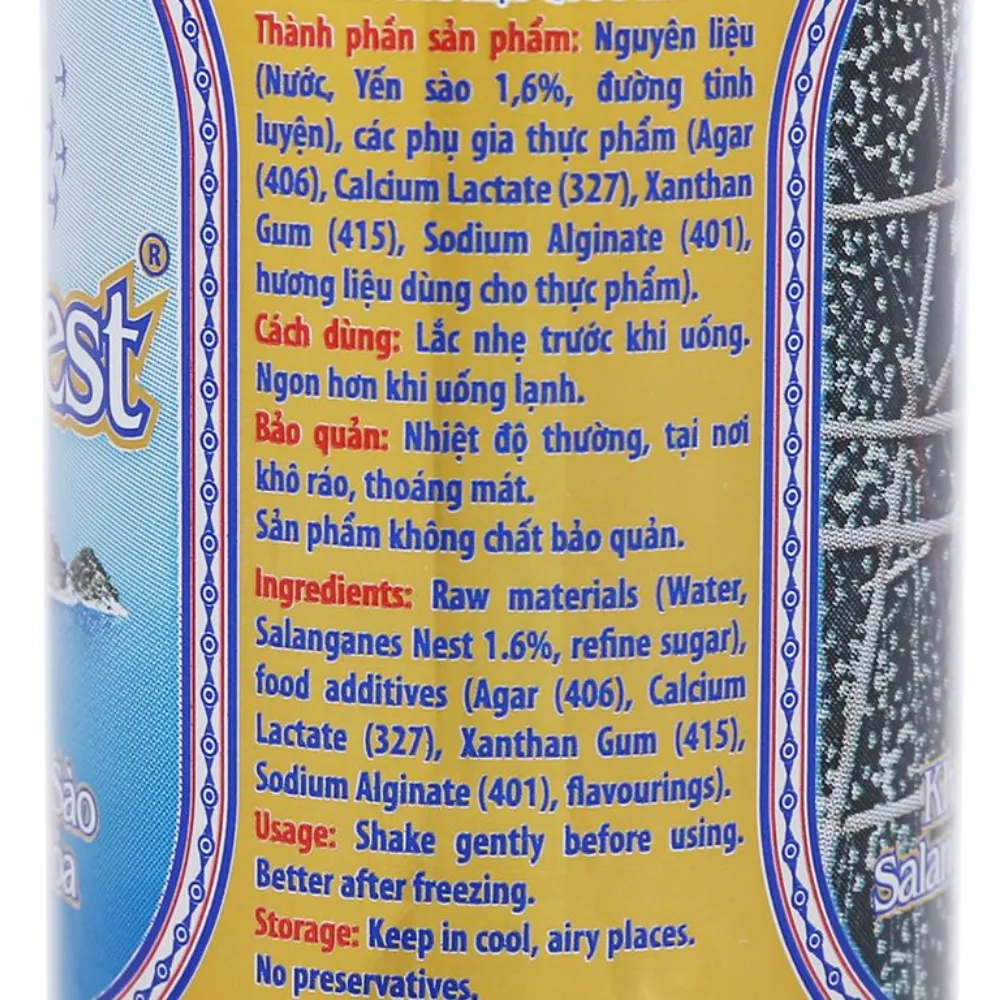 Thành phần sản phẩm: Nguyên liệu
(Nước, Yến sào 1,6%, đường tinh
luyện), các phụ gia thực phẩm (Agar
(406), Calcium Lactate (327), Xanthan
Gum (415), Sodium Alginate (401),
hương liệu dùng cho thực phẩm).
Cách dùng: Lắc nhẹ trước khi uống.
Ngon hơn khi uống lạnh.
Bảo quản: Nhiệt độ thường, tại nơi
khô ráo, thoáng mát.
Sản phẩm không chất bảo quản.
Ingredients: Raw materials (Water,
Salanganes Nest 1.6%, refine sugar),
food additives (Agar (406), Calcium
Lactate (327), Xanthan Gum (415),
Sodium Alginate (401), flavourings).
Usage: Shake gently before using.
Better after freezing.
Storage: Keep in cool, airy places.
No preservatives.
est®
Sào